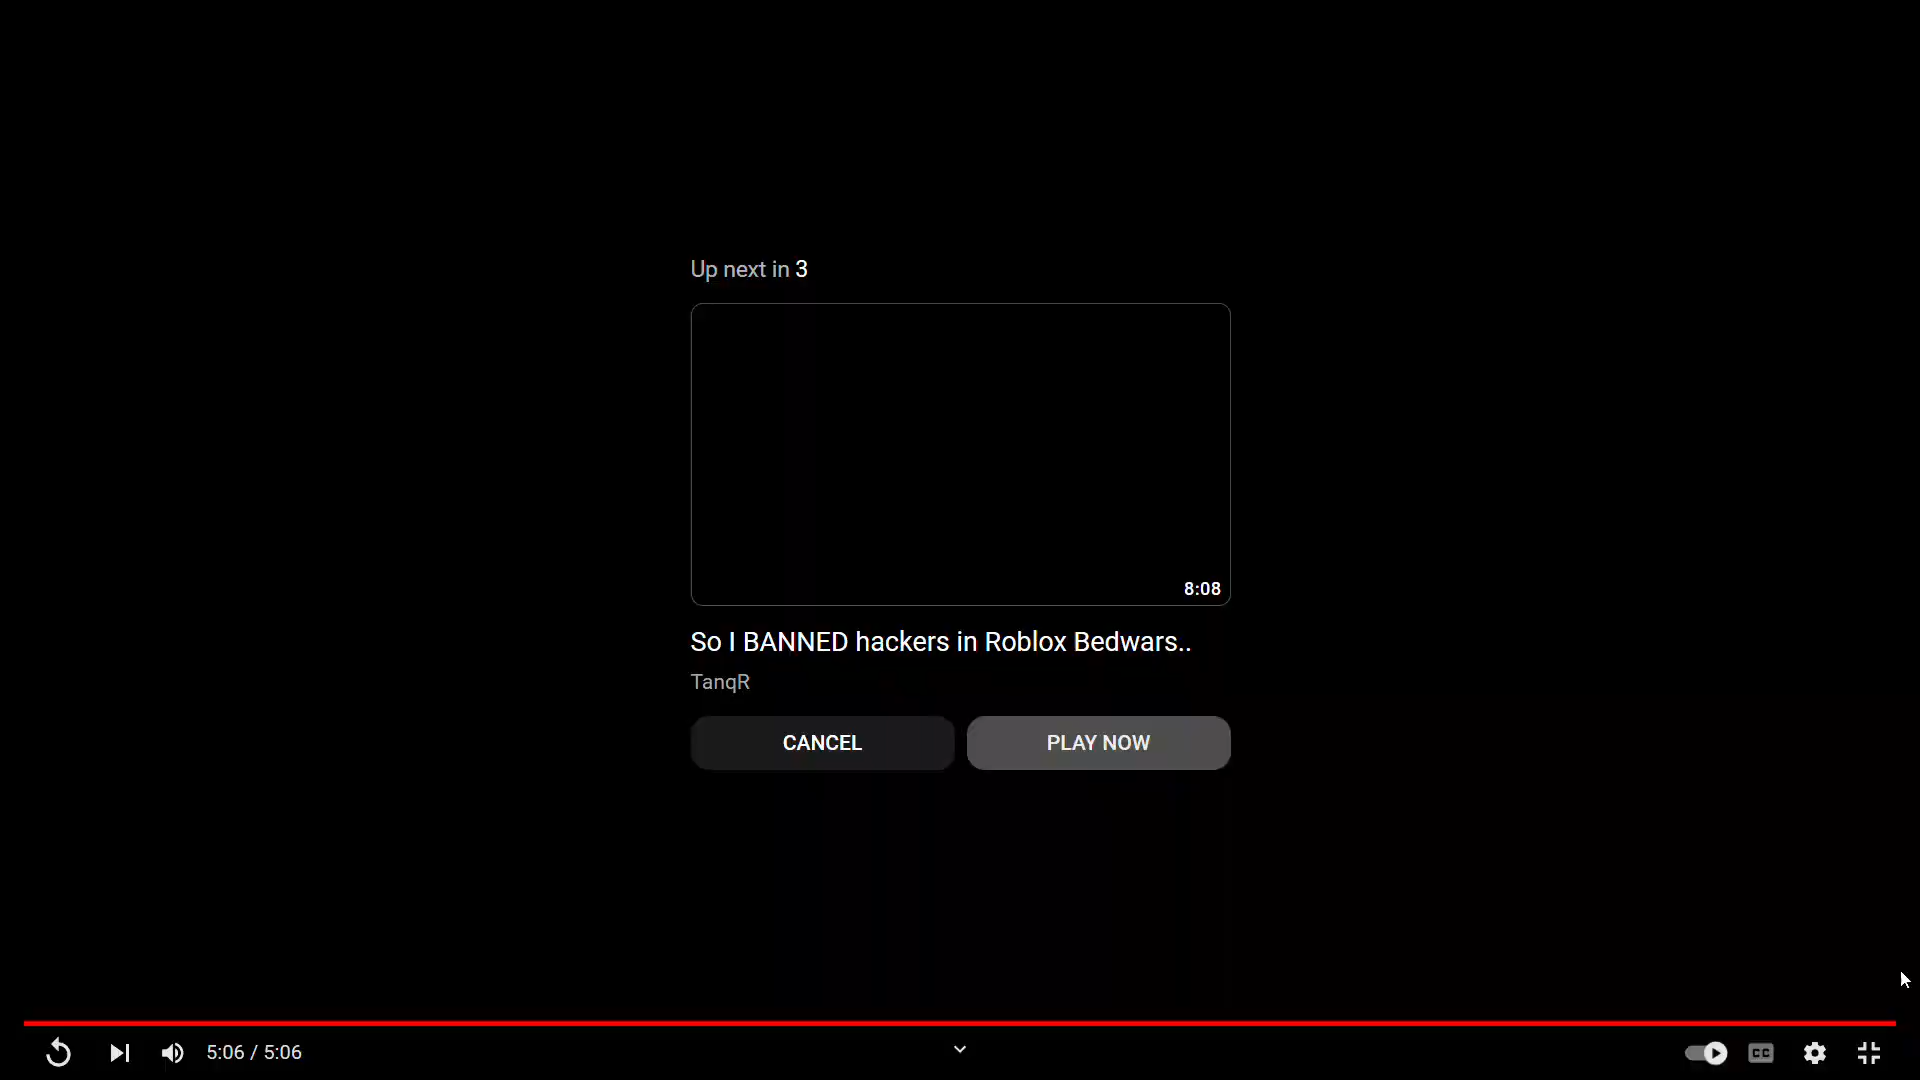 Up next in 3
8:08
So I BANNED hackers in Roblox Bedwars..
TanqR
CANCEL PLAY NOW
5:06 / 5:06 CC